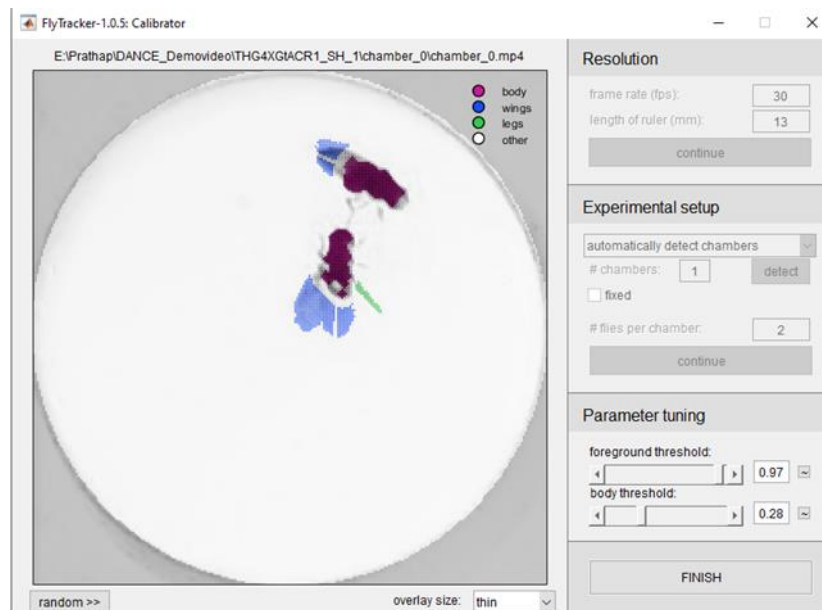 FlyTracker-1.0.5: Calibrator
E:\Prathap\DANCE_Demovideo\THG4XGtACR1_SH_1\chamber_0\chamber_0.mp4
body
wings
legs
other
random >>
overlay size: thin
Resolution
frame rate (fps): 30
length of ruler (mm): 13
continue
Experimental setup
automatically detect chambers
# chambers: 1 detect
fixed
# flies per chamber: 2
continue
Parameter tuning
foreground threshold:
0.97 ~
body threshold:
0.28 ~
FINISH